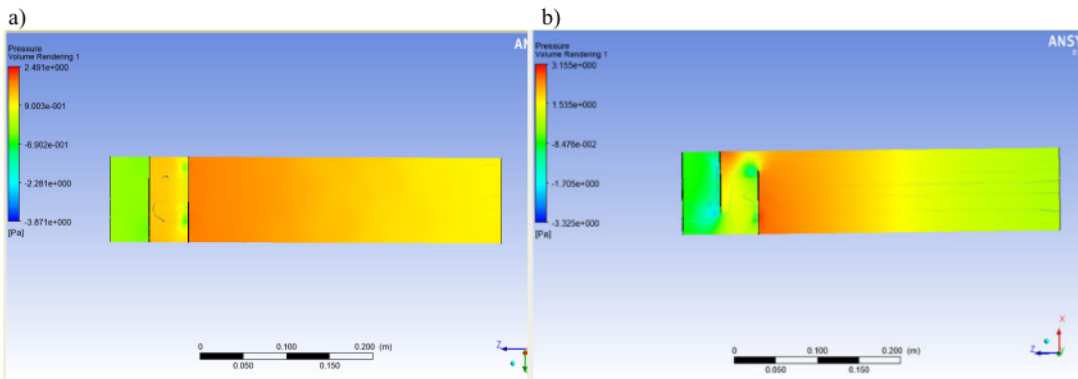 a)
Pressure
Volume Rendering 1
2.491e+000
9.003e-001
-6.902e-001
-2.281e+000
-3.871e+000
[Pa]
AN
0 0.100 0.200 (m)
0.050 0.150
Z
b)
Pressure
Volume Rendering 1
3.155e+000
1.535e+000
-8.476e-002
-1.705e+000
-3.325e+000
[Pa]
ANSY
0 0.100 0.200 (m)
0.050 0.150
X
Z